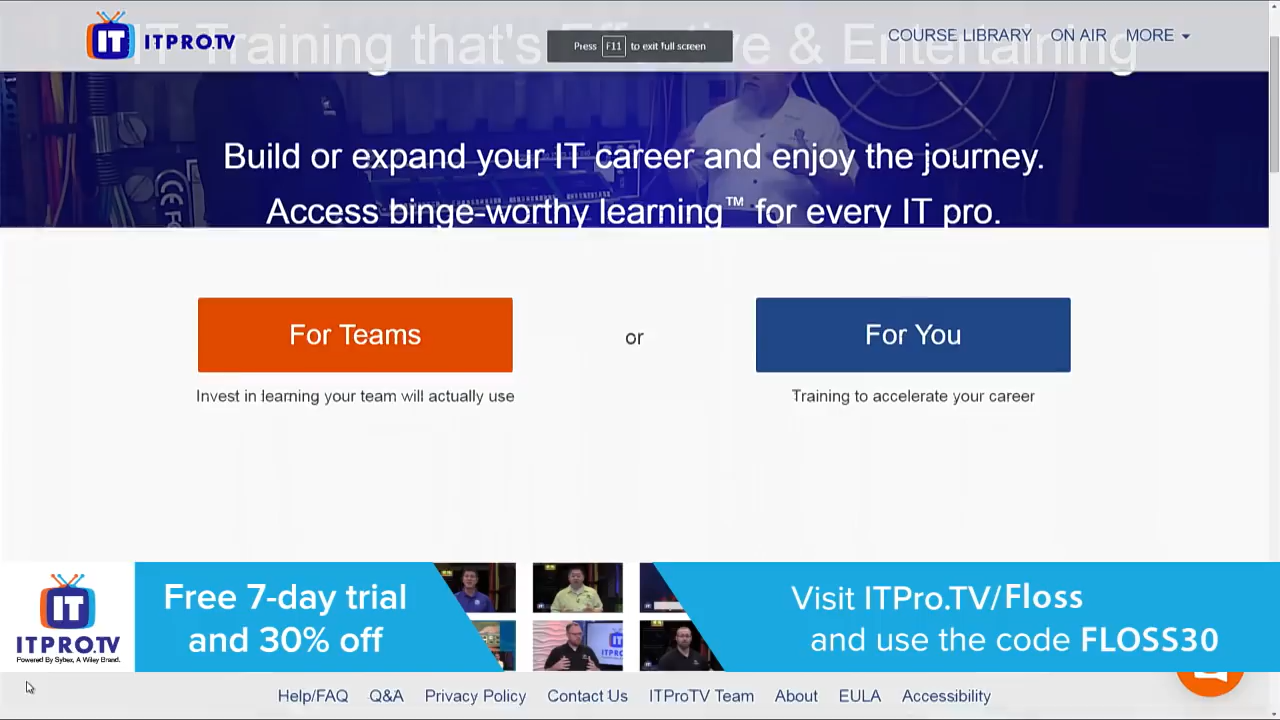 IT Training that's Effective & Entertaining
IT
ITPRO.TV
Press F11 to exit full screen
COURSE LIBRARY ON AIR MORE
Build or expand your IT career and enjoy the journey.
Access binge-worthy learning™ for every IT pro.
For Teams
or
For You
Invest in learning your team will actually use
Training to accelerate your career
IT
ITPRO.TV
Powered By Sybex, A Wiley Brand.
Free 7-day trial
and 30% off
Visit ITPro.TV/Floss
and use the code FLOSS30
Help/FAQ Q&A Privacy Policy Contact Us ITProTV Team About EULA Accessibility